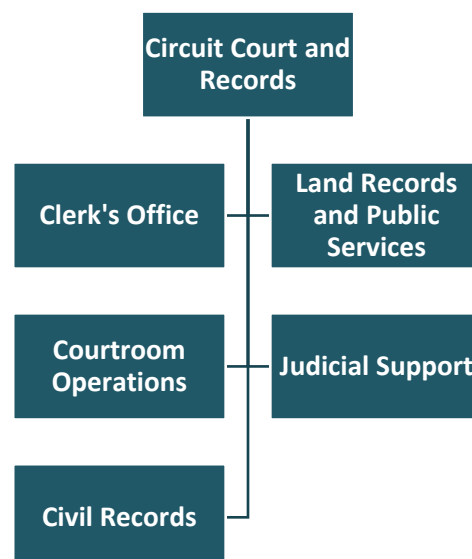 Circuit Court and
Records
Clerk's Office
Land Records
and Public
Services
Courtroom
Operations
Judicial Support
Civil Records